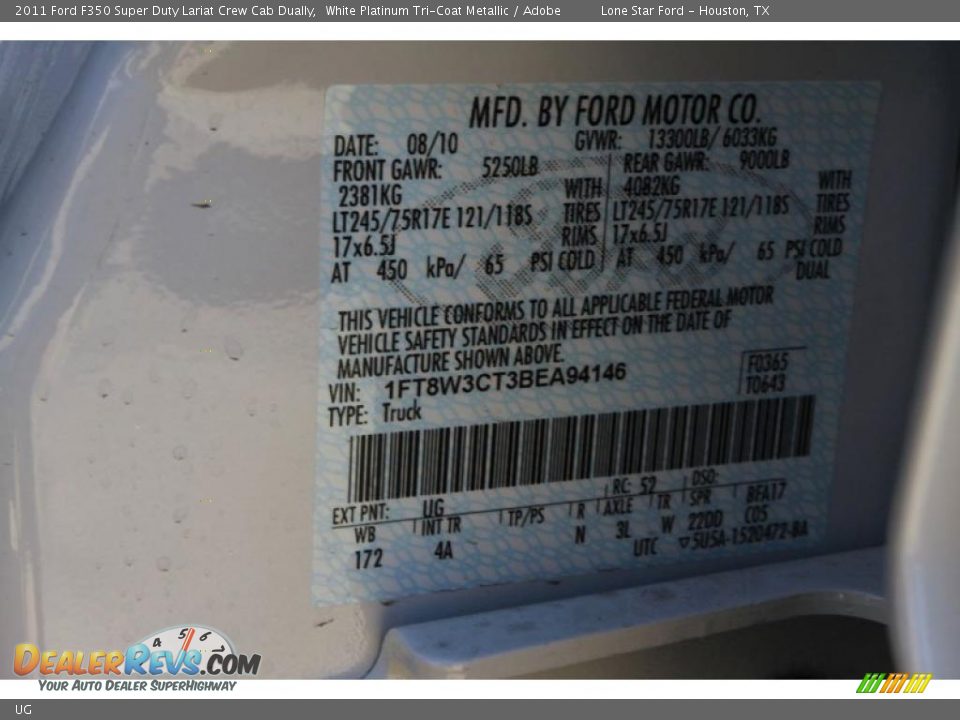 2011 Ford F350 Super Duty Lariat Crew Cab Dually, White Platinum Tri-Coat Metallic / Adobe Lone Star Ford - Houston, TX
MFD. BY FORD MOTOR CO.
DATE: 08/10 GVWR: 13300LB/ 6033KG
FRONT GAWR: 5250LB REAR GAWR: 9000LB
2381KG WITH 4082KG WITH
LT245/75R17E 121/118S TIRES LT245/75R17E 121/118S TIRES
17x6.5J RIMS 17x6.5J RIMS
AT 450 kPa/ 65 PSI COLD AT 450 kPa/ 65 PSI COLD
DUAL
THIS VEHICLE CONFORMS TO ALL APPLICABLE FEDERAL MOTOR
VEHICLE SAFETY STANDARDS IN EFFECT ON THE DATE OF
MANUFACTURE SHOWN ABOVE.
VIN: 1FT8W3CT3BEA94146 F0365
TYPE: Truck T0643
EXT PNT: UG RC: 52 DSO:
WB INT TR TP/PS R AXLE TR SPR BFA17
172 4A N 3L W 22DD C05
UTC ▽5U5A-1520472-BA
DEALERREVS.COM
4 5 6
YOUR AUTO DEALER SUPERHIGHWAY
UG